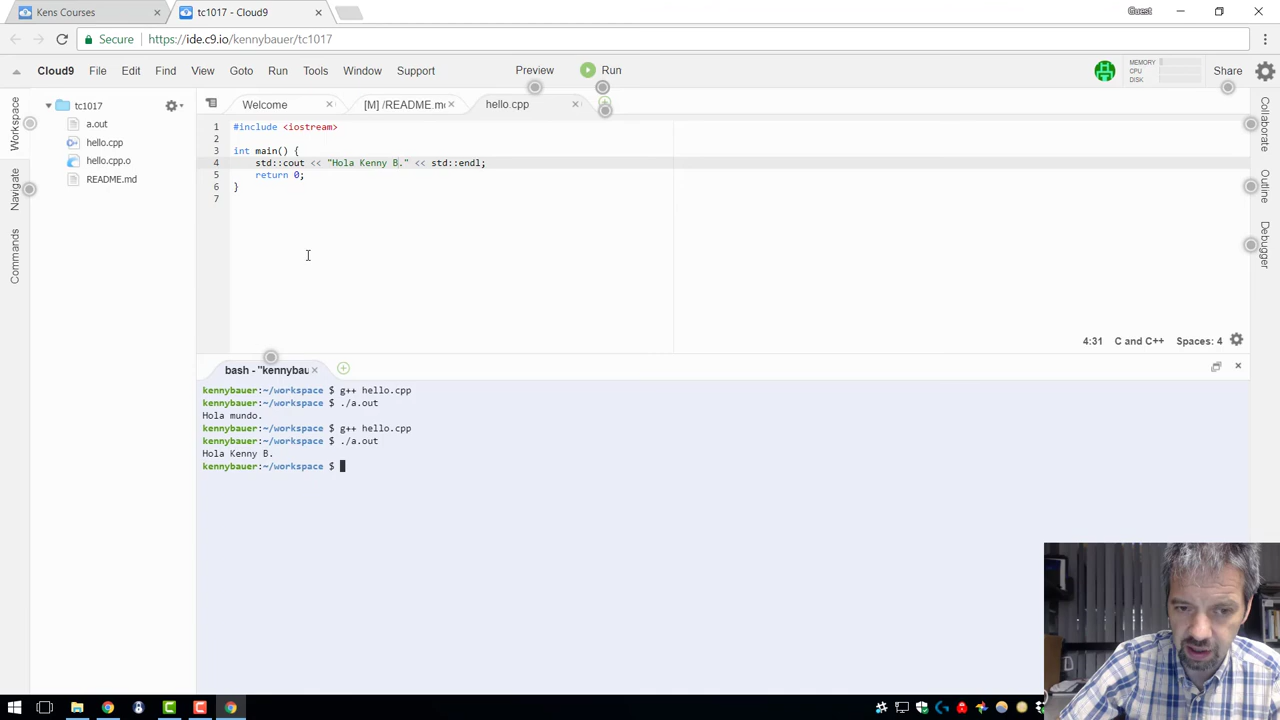 Kens Courses
tc1017 - Cloud9
Guest
Secure
https://ide.c9.io/kennybauer/tc1017
Cloud9 File Edit Find View Goto Run Tools Window Support Preview Run
MEMORY
CPU
DISK
Share
Workspace
Navigate
Commands
tc1017
a.out
hello.cpp
hello.cpp.o
README.md
Welcome
[M] /README m
hello.cpp
1 #include <iostream>
2
3 int main() {
4 std::cout << "Hola Kenny B." << std::endl;
5 return 0;
6 }
7
Collaborate
Outline
Debugger
4:31 C and C++ Spaces: 4
bash - "kennybau
kennybauer:~/workspace $ g++ hello.cpp
kennybauer:~/workspace $ ./a.out
Hola mundo.
kennybauer:~/workspace $ g++ hello.cpp
kennybauer:~/workspace $ ./a.out
Hola Kenny B.
kennybauer:~/workspace $